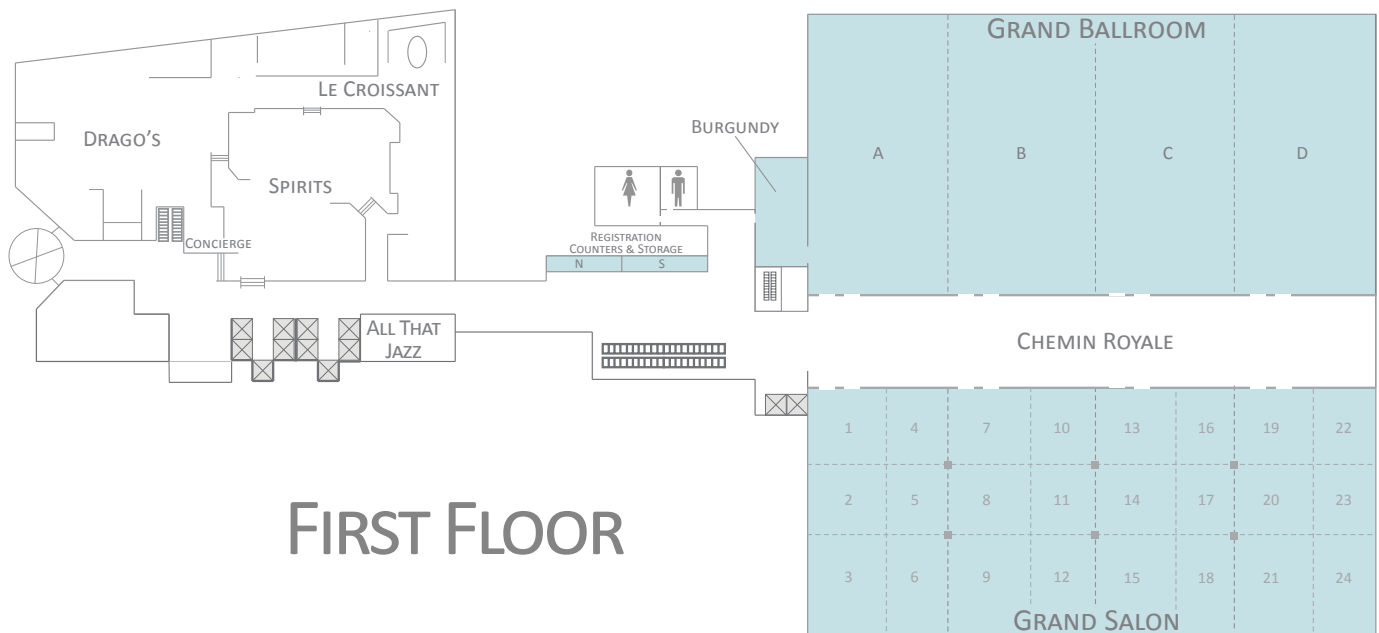 GRAND BALLROOM
LE CROISSANT
BURGUNDY
DRAGO'S
A B C D
SPIRITS
REGISTRATION
COUNTERS & STORAGE
CONCIERGE
N S
ALL THAT
JAZZ
CHEMIN ROYALE
1 4 7 10 13 16 19 22
2 5 8 11 14 17 20 23
FIRST FLOOR
3 6 9 12 15 18 21 24
GRAND SALON